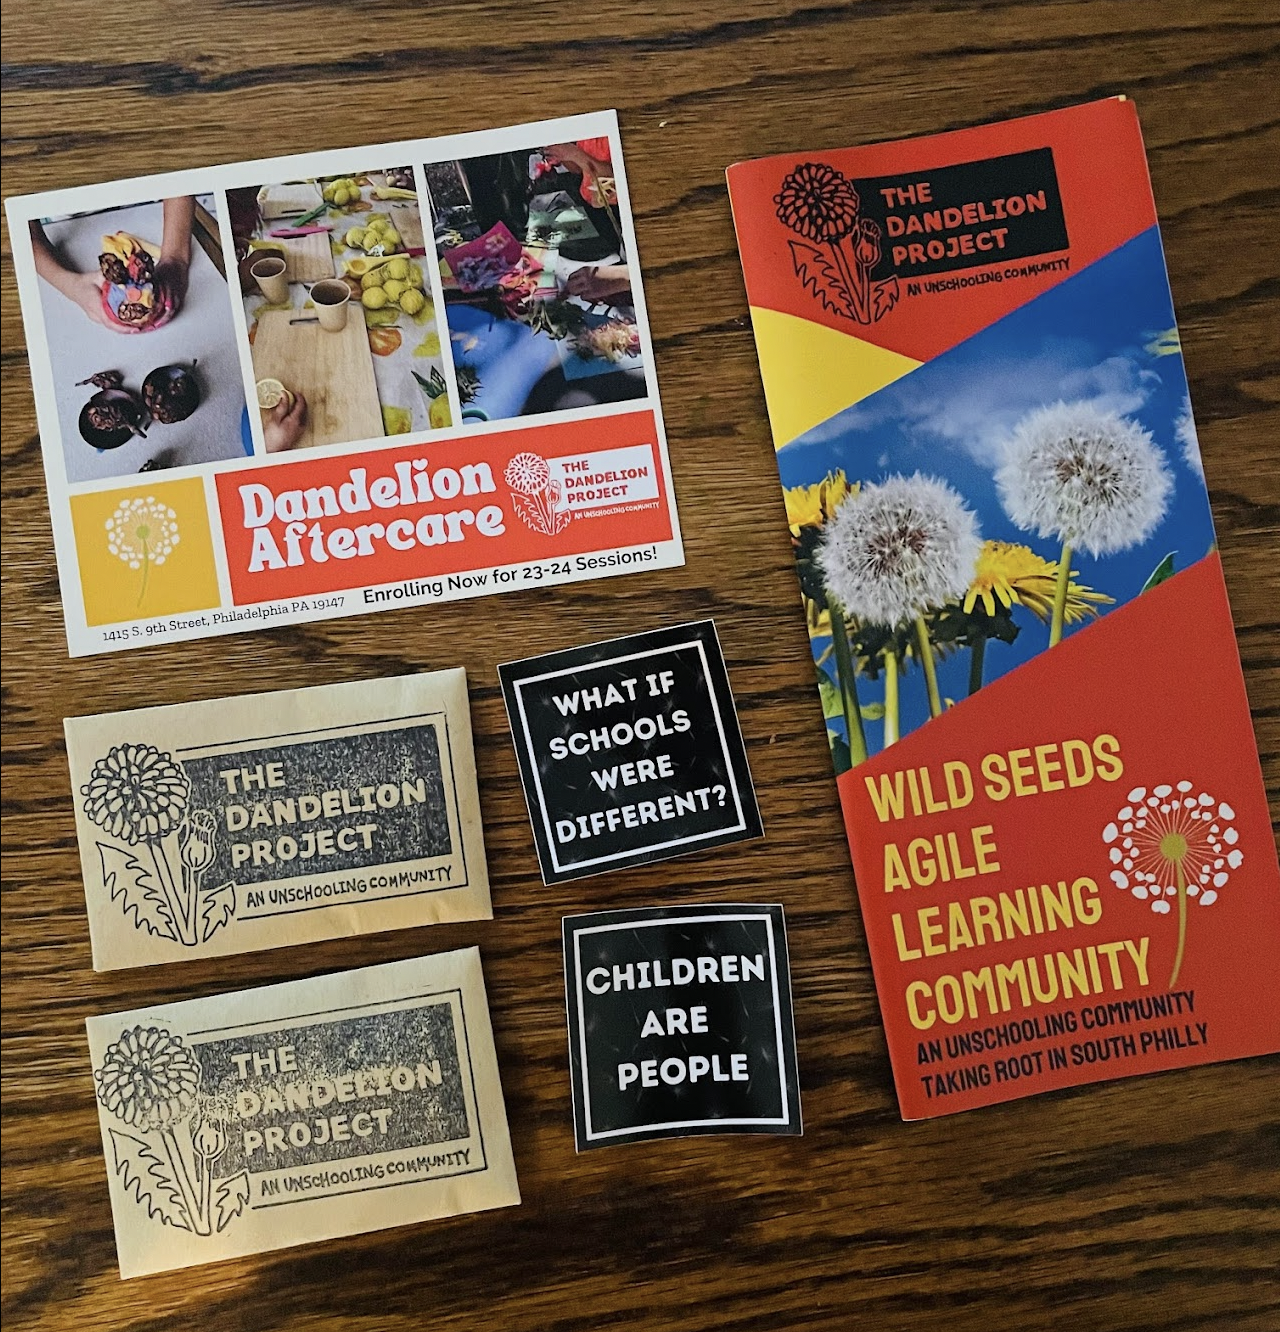 Dandelion
Aftercare
THE
DANDELION
PROJECT
AN UNSCHOOLING COMMUNITY
1415 S. 9th Street, Philadelphia PA 19147
Enrolling Now for 23-24 Sessions!
THE
DANDELION
PROJECT
AN UNSCHOOLING COMMUNITY
WILD SEEDS
AGILE
LEARNING
COMMUNITY
AN UNSCHOOLING COMMUNITY
TAKING ROOT IN SOUTH PHILLY
THE
DANDELION
PROJECT
AN UNSCHOOLING COMMUNITY
WHAT IF
SCHOOLS
WERE
DIFFERENT?
THE
DANDELION
PROJECT
AN UNSCHOOLING COMMUNITY
CHILDREN
ARE
PEOPLE